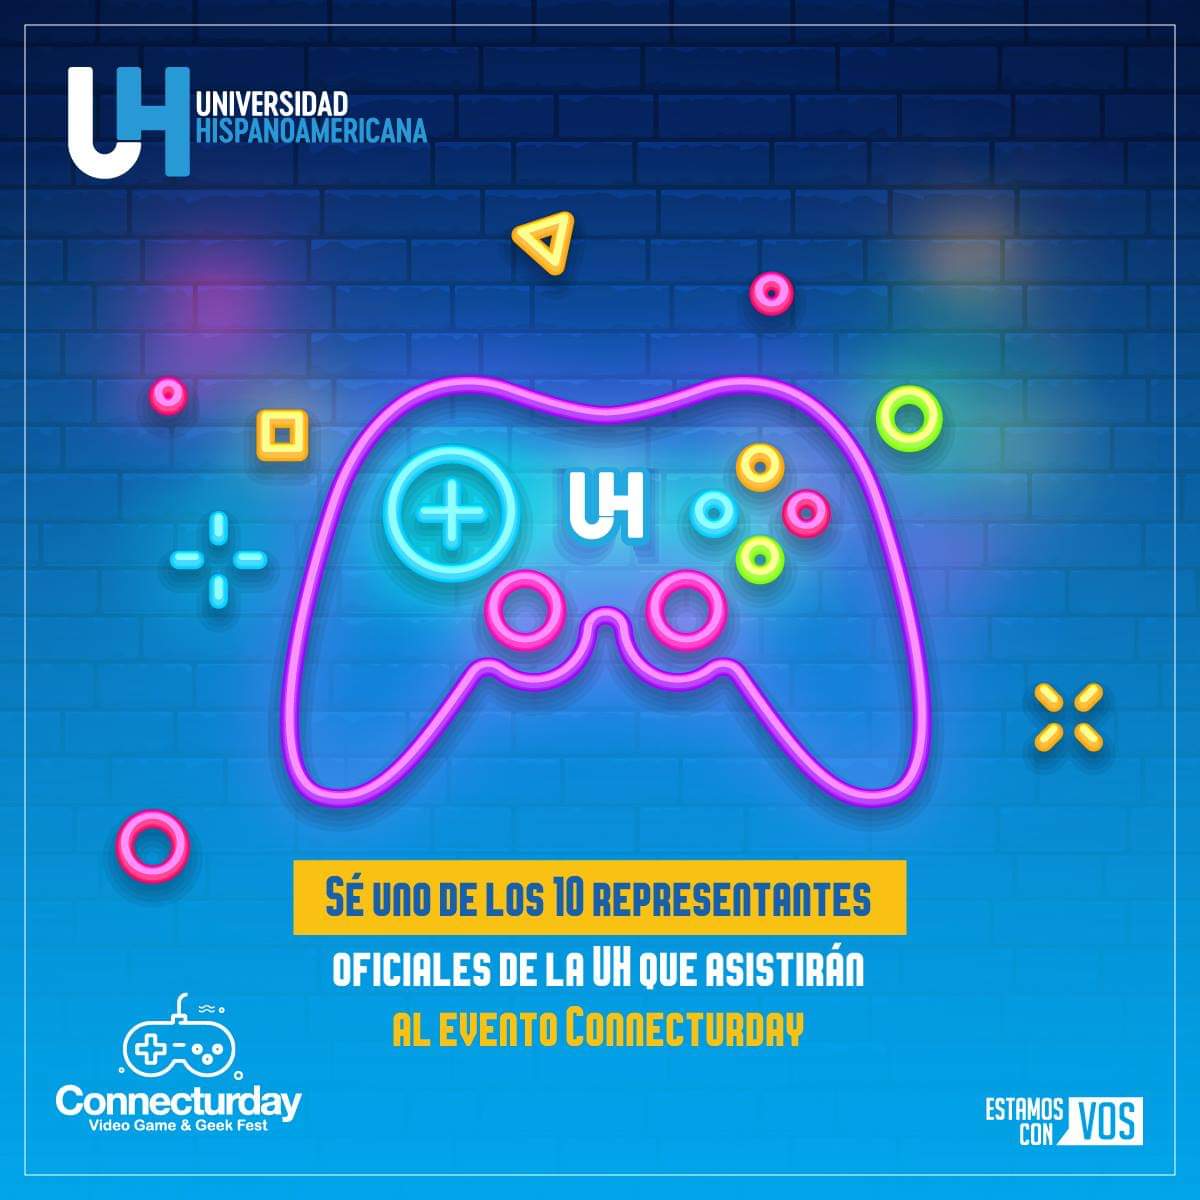 UH UNIVERSIDAD
HISPANOAMERICANA
UH
SÉ UNO DE LOS 10 REPRESENTANTES
OFICIALES DE LA UH QUE ASISTIRÁN
AL EVENTO CONNECTURDAY
Connecturday
Video Game & Geek Fest
ESTAMOS
CON VOS